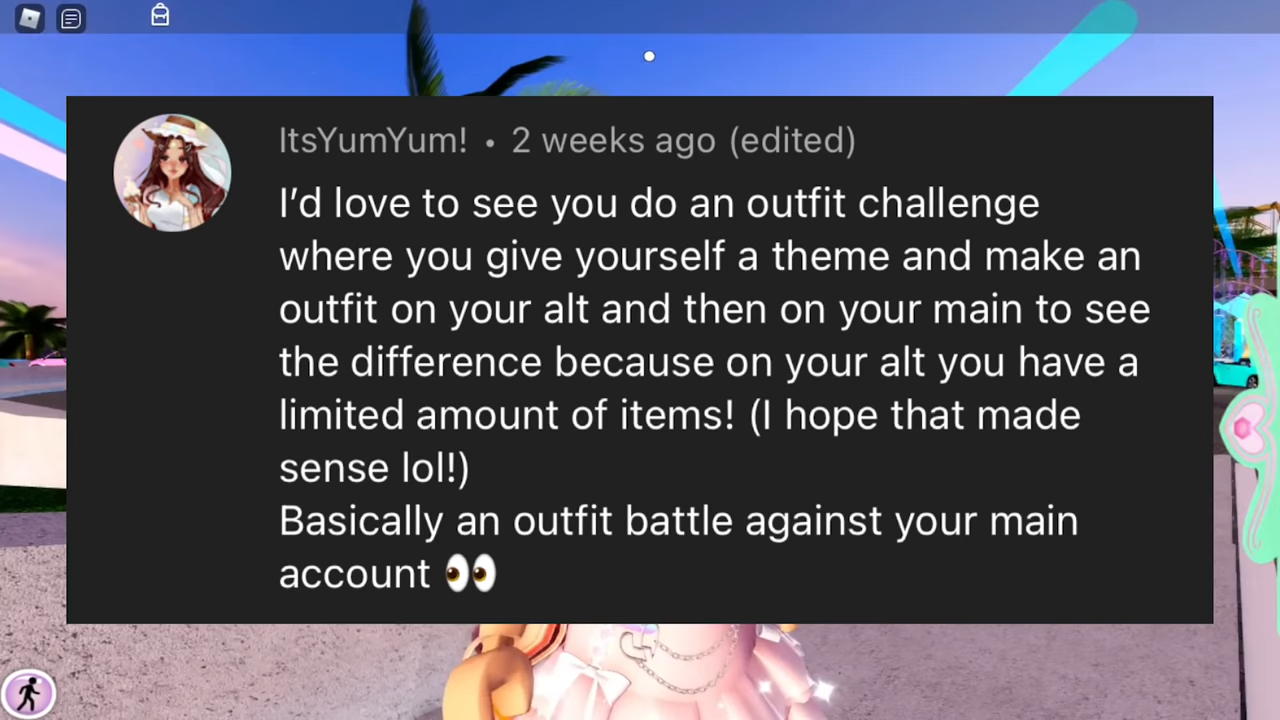 ItsYumYum! • 2 weeks ago (edited)
I’d love to see you do an outfit challenge
where you give yourself a theme and make an
outfit on your alt and then on your main to see
the difference because on your alt you have a
limited amount of items! (I hope that made
sense lol!)
Basically an outfit battle against your main
account 👀